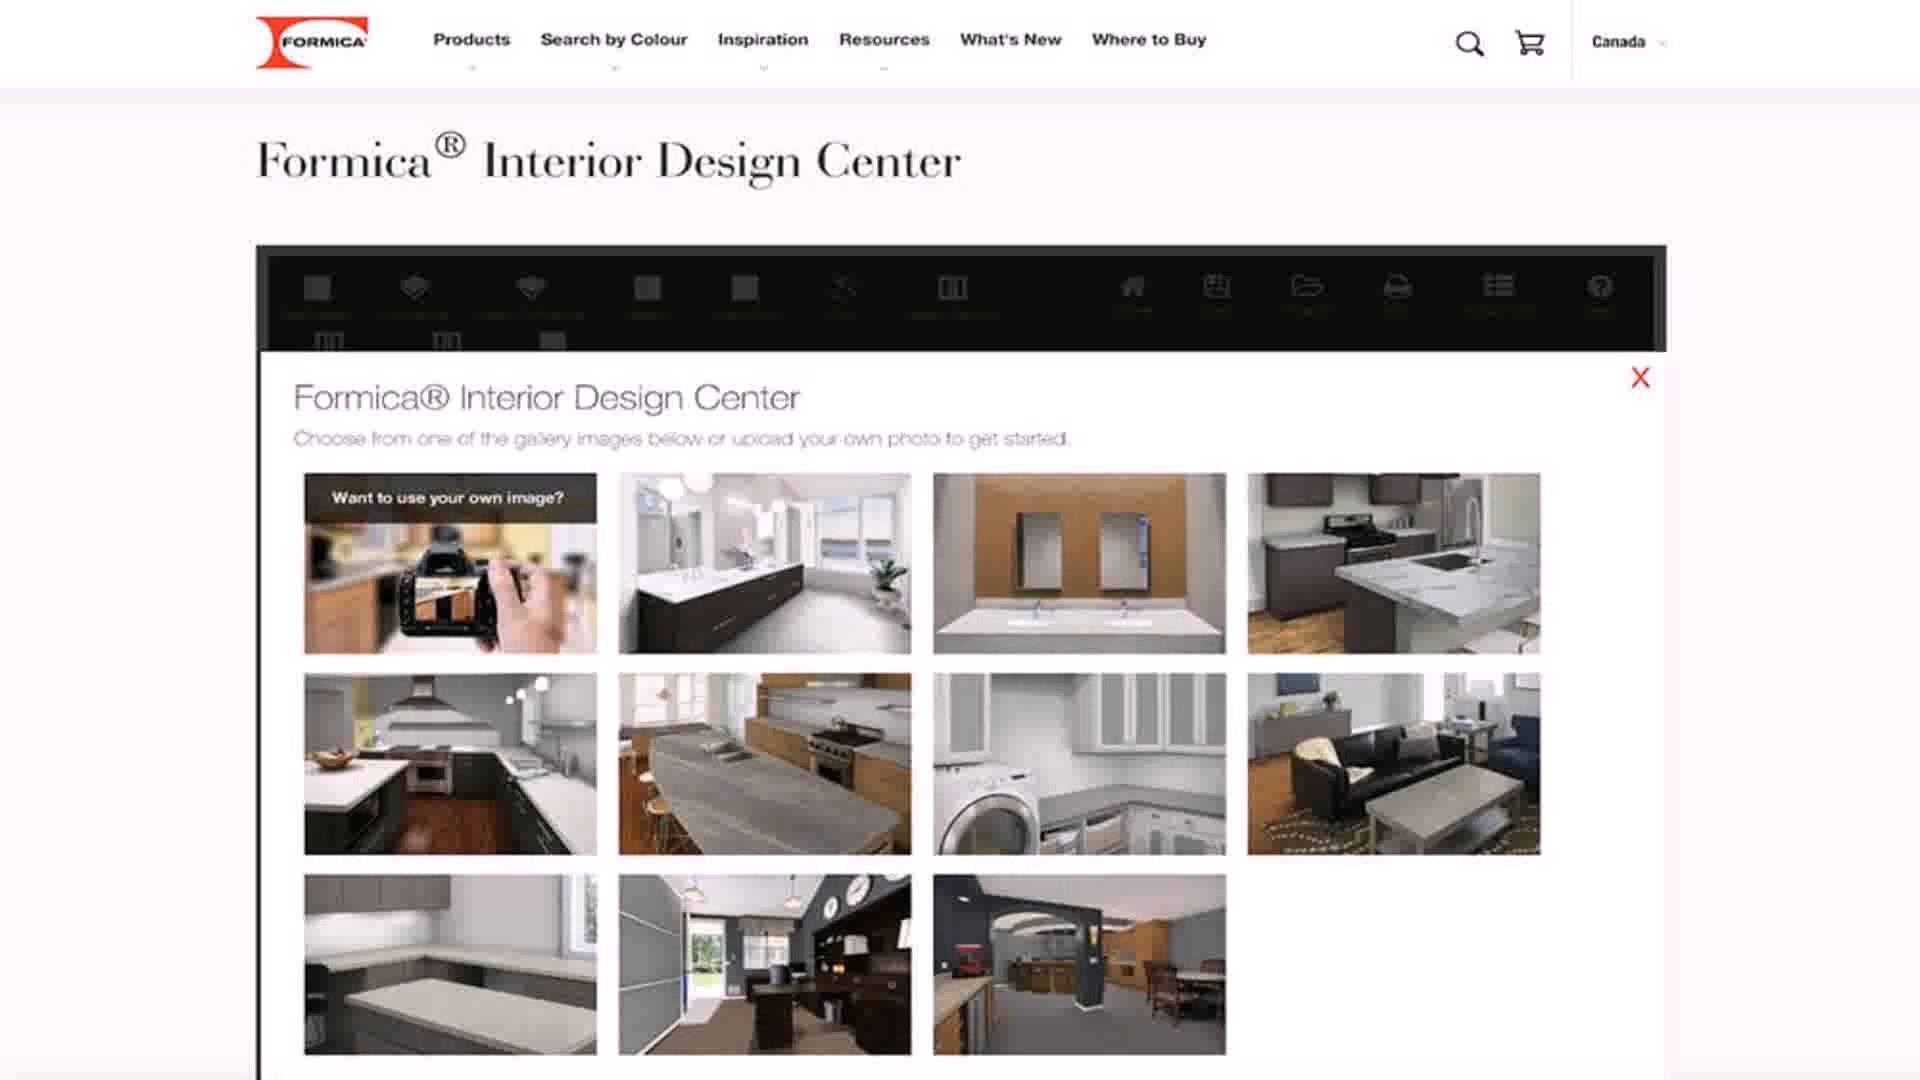 FORMICA
Products Search by Colour Inspiration Resources What's New Where to Buy
Canada
Formica® Interior Design Center
X
Formica® Interior Design Center
Choose from one of the gallery images below or upload your own photo to get started.
Want to use your own image?